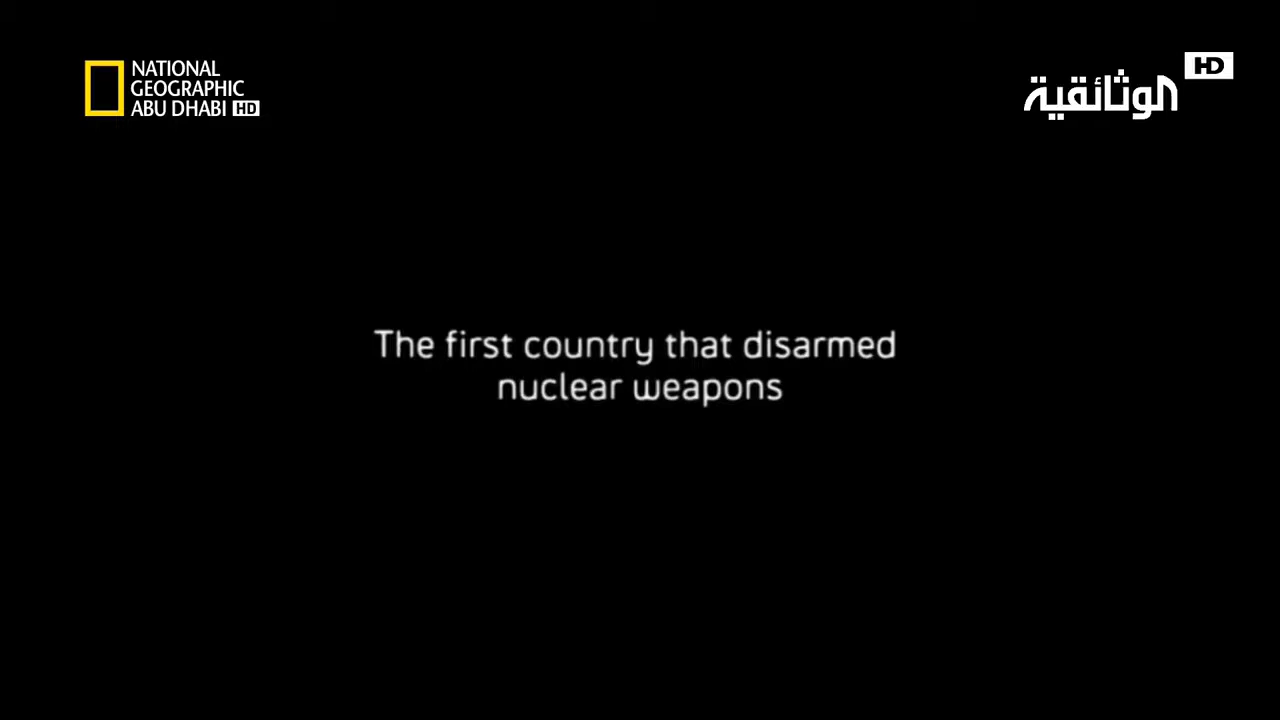 NATIONAL
GEOGRAPHIC
ABU DHABI HD
HD
الوثائقية
The first country that disarmed
nuclear weapons